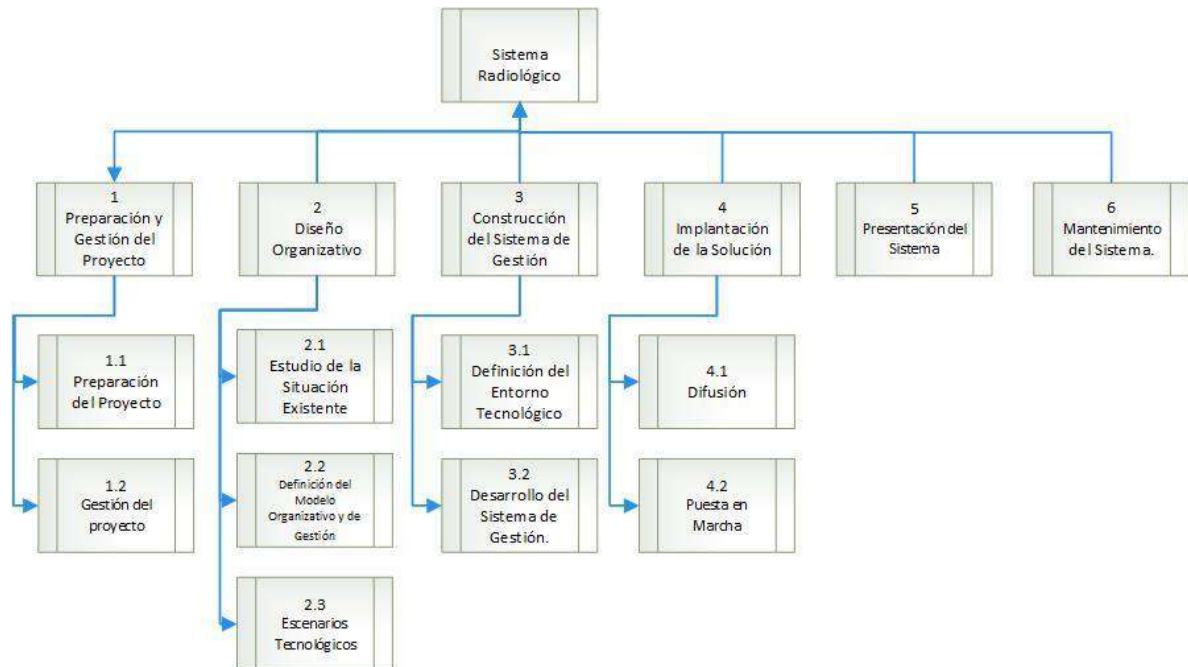 Sistema
Radiológico
1
Preparación y
Gestión del
Proyecto
2
Diseño
Organizativo
3
Construcción
del Sistema de
Gestión
4
Implantación
de la Solución
5
Presentación del
Sistema
6
Mantenimiento
del Sistema.
1.1
Preparación
del Proyecto
1.2
Gestión del
proyecto
2.1
Estudio de la
Situación
Existente
2.2
Definición del
Modelo
Organizativo y de
Gestión
2.3
Escenarios
Tecnológicos
3.1
Definición del
Entorno
Tecnológico
3.2
Desarrollo del
Sistema de
Gestión.
4.1
Difusión
4.2
Puesta en
Marcha